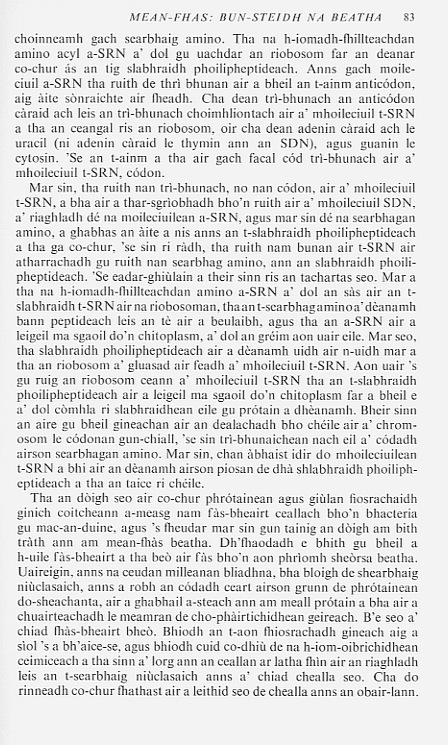 MEAN-FHAS: BUN-STEIDH NA BEATHA 83
choinneamh gach searbhaig amino. Tha na h-iomadh-fhillteachdan
amino acyl a-SRN a' dol gu uachdar an riobosom far an deanar
co-chur ás an tig slabhraidh phoilipheptideach. Anns gach moile-
ciuil a-SRN tha ruith de thrì bhunan air a bheil an t-ainm anticódon,
aig àite sònraichte air fheadh. Cha dean trì-bhunach an anticódon
càraid ach leis an trì-bhunach choimhliontach air a' mhoileciuil t-SRN
a tha an ceangal ris an riobosom, oir cha dean adenin càraid ach le
uracil (ni adenin càraid le thymin ann an SDN), agus guanin le
cytosin. 'Se an t-ainm a tha air gach facal cód trì-bhunach air a'
mhoileciuil t-SRN, códon.
Mar sin, tha ruith nan trì-bhunach, no nan códon, air a' mhoileciuil
t-SRN, a bha air a thar-sgrìobhadh bho'n ruith air a' mhoileciuil SDN,
a' riaghladh dé na moileciuilean a-SRN, agus mar sin dé na searbhagan
amino, a ghabhas an àite a nis anns an t-slabhraidh phoilipheptideach
a tha ga co-chur, 'se sin ri ràdh, tha ruith nam bunan air t-SRN air
atharrachadh gu ruith nan searbhag amino, ann an slabhraidh phoili-
pheptideach. 'Se eadar-ghiùlain a their sinn ris an tachartas seo. Mar a
tha na h-iomadh-fhillteachdan amino a-SRN a' dol an sàs air an t-
slabhraidh t-SRN air na riobosoman, tha an t-searbhag amino a' dèanamh
bann peptideach leis an tè air a beulaibh, agus tha an a-SRN air a
leigeil ma sgaoil do'n chitoplasm, a' dol an gréim aon uair eile. Mar seo,
tha slabhraidh phoilipheptideach air a dèanamh uidh air n-uidh mar a
tha an riobosom a' gluasad air feadh a' mhoileciuil t-SRN. Aon uair 's
gu ruig an riobosom ceann a' mhoileciuil t-SRN tha an t-slabhraidh
phoilipheptideach air a leigeil ma sgaoil do'n chitoplasm far a bheil e
a' dol còmhla ri slabhraidhean eile gu prótain a dhèanamh. Bheir sinn
an aire gu bheil gineachan air an dealachadh bho chéile air a' chrom-
osom le códonan gun-chiall, 'se sin trì-bhunaichean nach eil a' códadh
airson searbhagan amino. Mar sin, chan àbhaist idir do mhoileciuilean
t-SRN a bhi air an dèanamh airson piosan de dhà shlabhraidh phoiliph-
eptideach a tha an taice ri chéile.
Tha an dòigh seo air co-chur phrótainean agus giùlan fiosrachaidh
ginich coitcheann a-measg nam fàs-bheairt ceallach bho'n bhacteria
gu mac-an-duine, agus 's fheudar mar sin gun tainig an dòigh am bith
tràth ann am mean-fhàs beatha. Dh'fhaodadh e bhith gu bheil a
h-uile fàs-bheairt a tha beò air fàs bho'n aon phrìomh sheòrsa beatha.
Uaireigin, anns na ceudan milleanan bliadhna, bha bloigh de shearbhaig
niùclasaich, anns a robh an códadh ceart airson grunn de phrótainean
do-sheachanta, air a ghabhail a-steach ann am meall prótain a bha air a
chuairteachadh le meamran de cho-phàirtichidhean geireach. B'e seo a'
chiad fhàs-bheairt bheò. Bhiodh an t-aon fhiosrachadh gineach aig a
sìol 's a bh'aice-se, agus bhiodh cuid co-dhiù de na h-iom-oibrichidhean
ceimiceach a tha sinn a' lorg ann an ceallan ar latha fhìn air an riaghladh
leis an t-searbhaig niùclasaich anns a' chiad chealla seo. Cha do
rinneadh co-chur fhathast air a leithid seo de chealla anns an obair-lann.